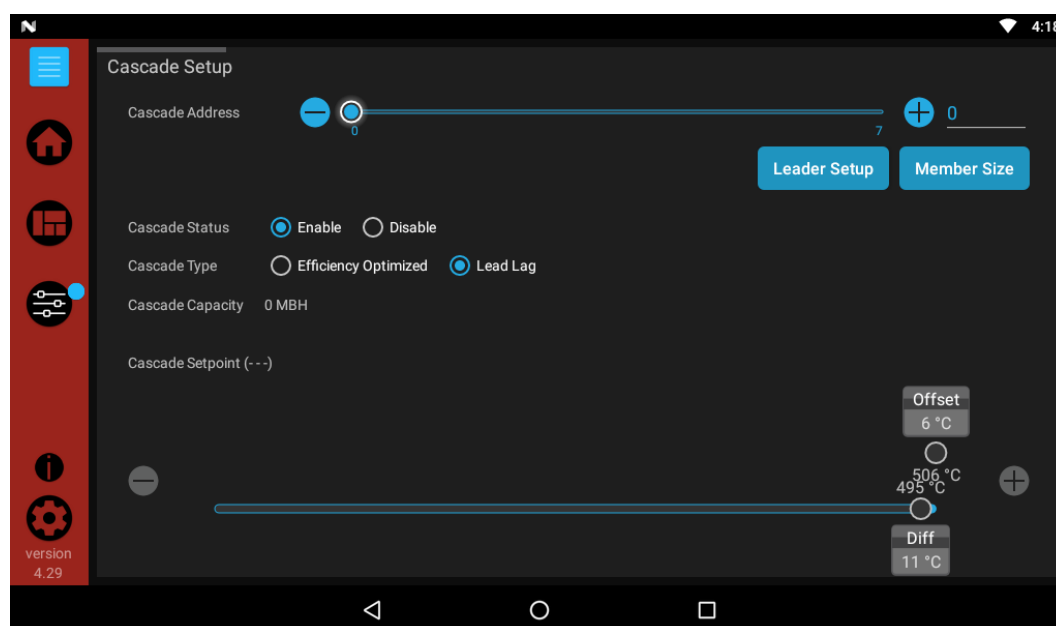 4:18
Cascade Setup
Cascade Address
0
7
0
Leader Setup Member Size
Cascade Status Enable Disable
Cascade Type Efficiency Optimized Lead Lag
Cascade Capacity 0 MBH
Cascade Setpoint (---)
Offset
6 °C
506 °C
495 °C
Diff
11 °C
version
4.29